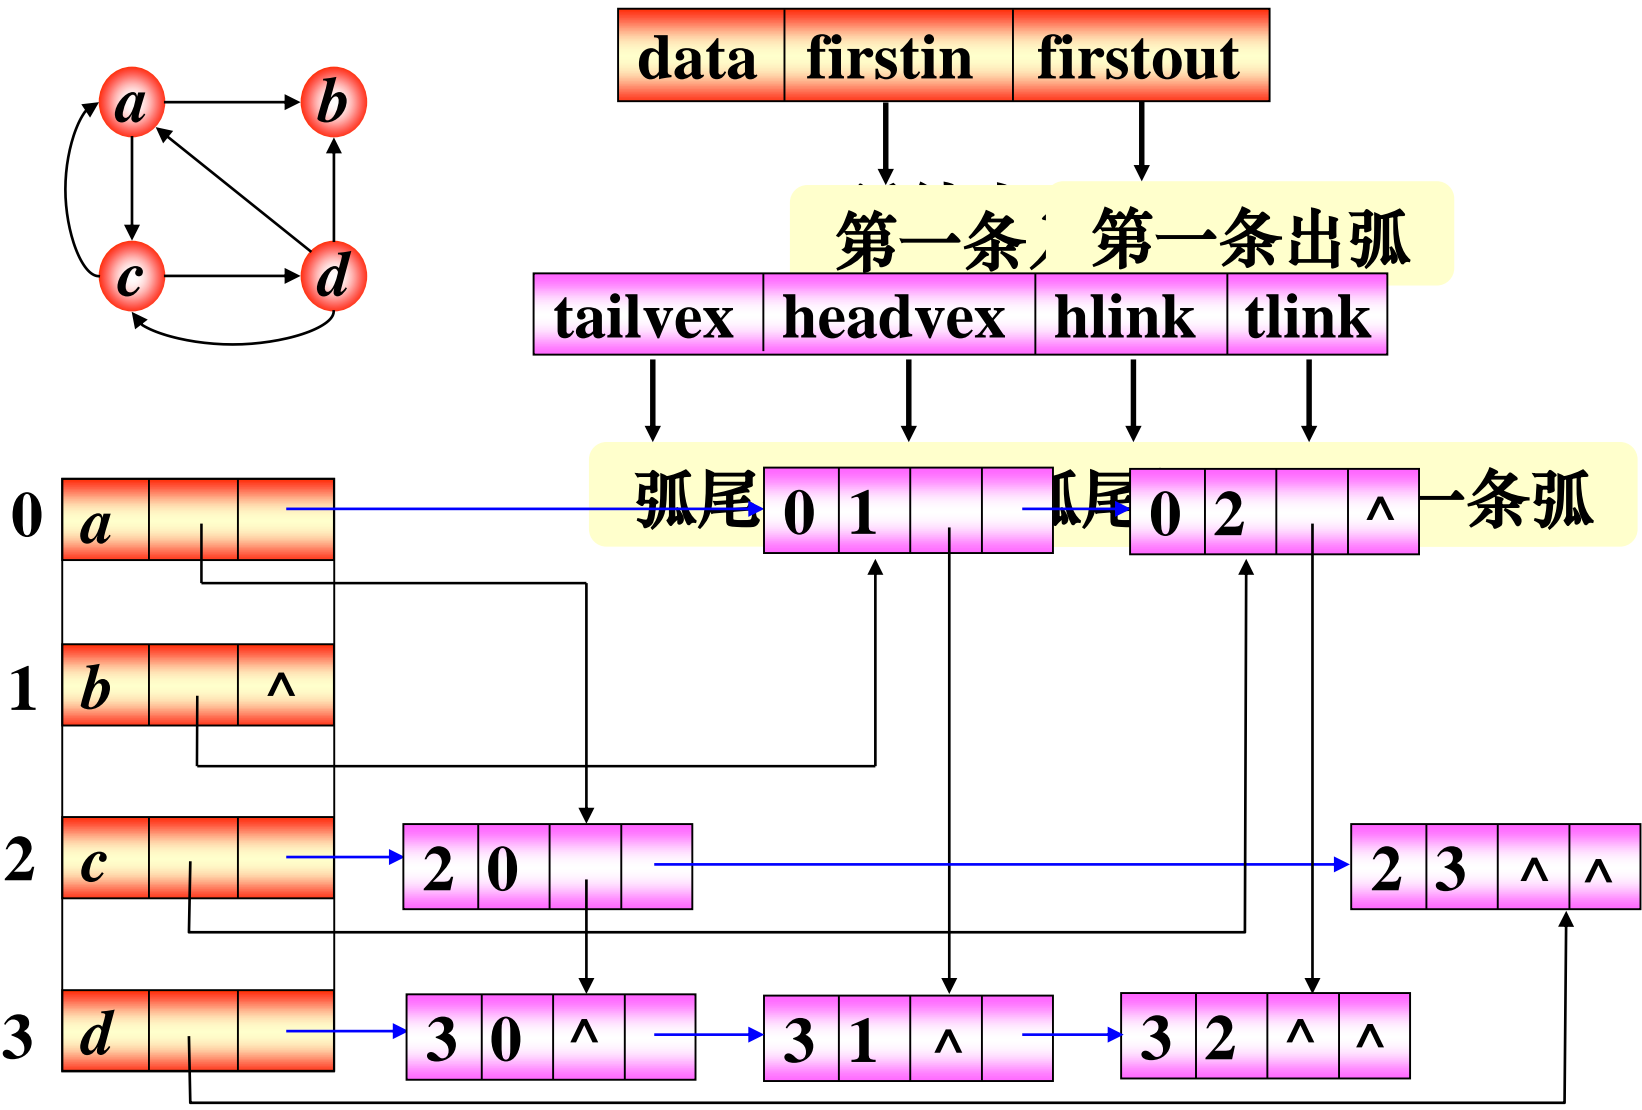 data firstin firstout
a b
第一条 第一条出弧
c d
tailvex headvex hlink tlink
弧尾 弧尾 一条弧
0 a 0 1 0 2 ^
1 b ^
2 c 2 0 2 3 ^ ^
3 d 3 0 ^ 3 1 ^ 3 2 ^ ^